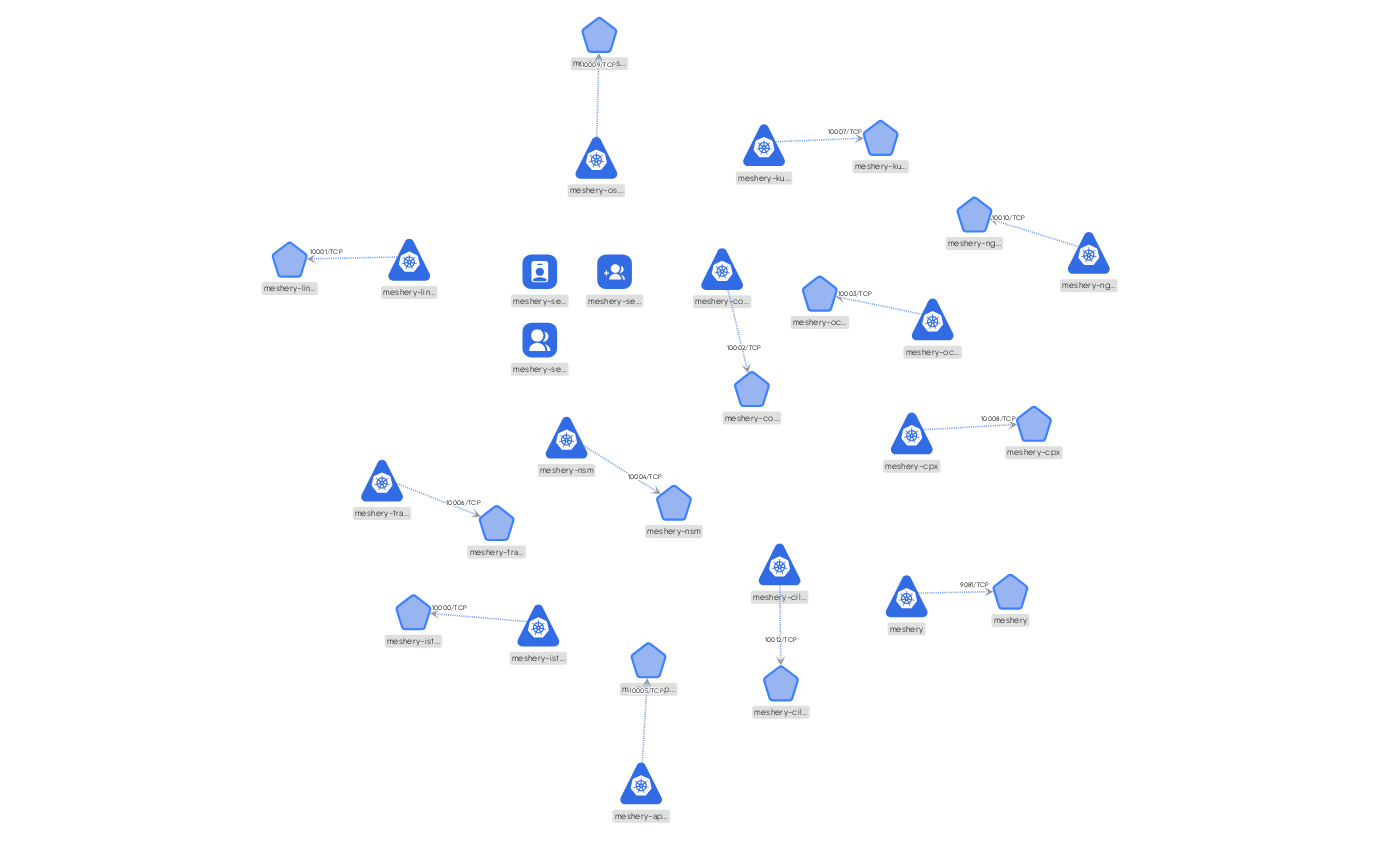 10009/TCP
meshery-os...
10007/TCP
meshery-ku...
meshery-ku...
10010/TCP
meshery-ng...
meshery-ng...
10001/TCP
meshery-lin...
meshery-lin...
meshery-se...
meshery-se...
meshery-co...
10003/TCP
meshery-oc...
meshery-oc...
10002/TCP
meshery-se...
meshery-co...
10008/TCP
meshery-cpx
meshery-cpx
meshery-nsm
10004/TCP
meshery-nsm
10006/TCP
meshery-tra...
meshery-tra...
meshery-cil...
10012/TCP
meshery-cil...
9081/TCP
meshery
meshery
10000/TCP
meshery-ist...
meshery-ist...
10005/TCP
meshery-ap...